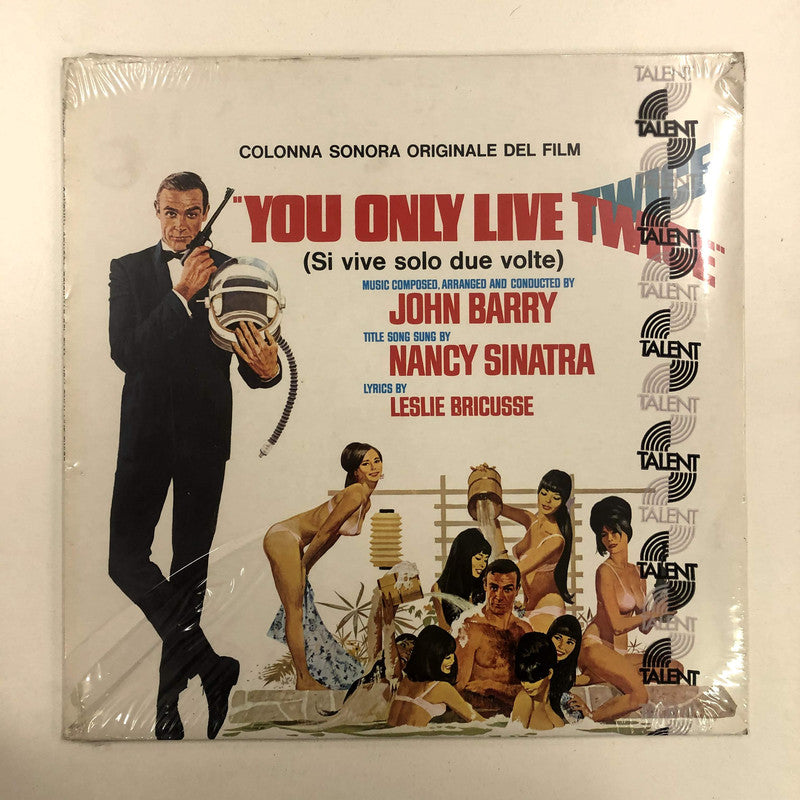 COLONNA SONORA ORIGINALE DEL FILM
"YOU ONLY LIVE TWICE"
TWICE
(Si vive solo due volte)
MUSIC COMPOSED, ARRANGED AND CONDUCTED BY
JOHN BARRY
TITLE SONG SUNG BY
NANCY SINATRA
LYRICS BY
LESLIE BRICUSSE
TALENT
TALENT
TALENT
TALENT
TALENT
TALENT
TALENT
TALENT
TALENT
TALENT